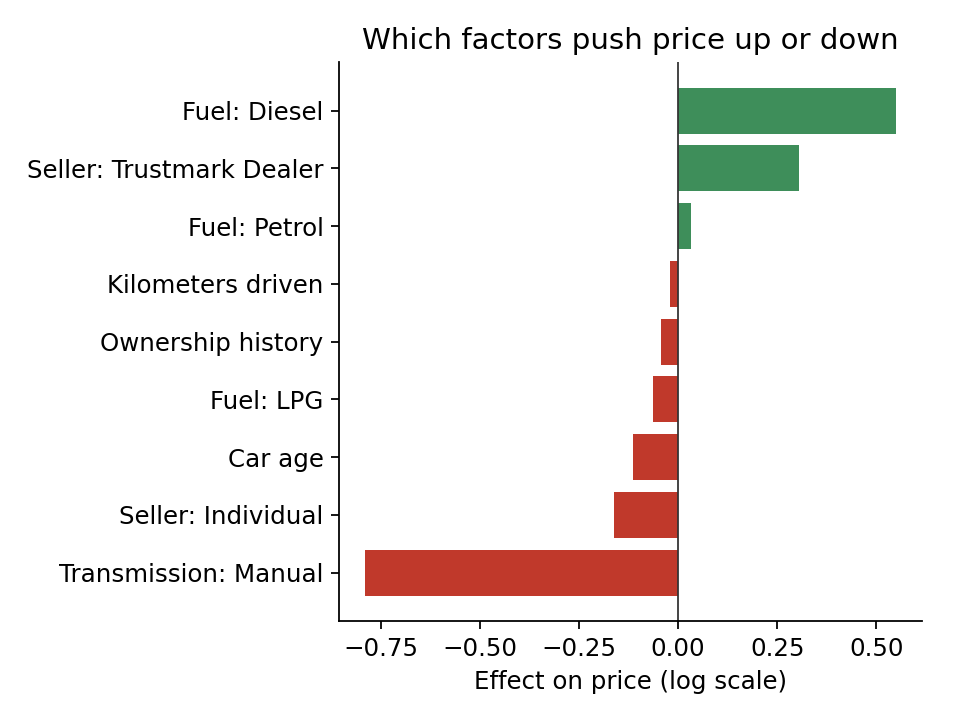 Which factors push price up or down
Fuel: Diesel
Seller: Trustmark Dealer
Fuel: Petrol
Kilometers driven
Ownership history
Fuel: LPG
Car age
Seller: Individual
Transmission: Manual
−0.75 −0.50 −0.25 0.00 0.25 0.50
Effect on price (log scale)